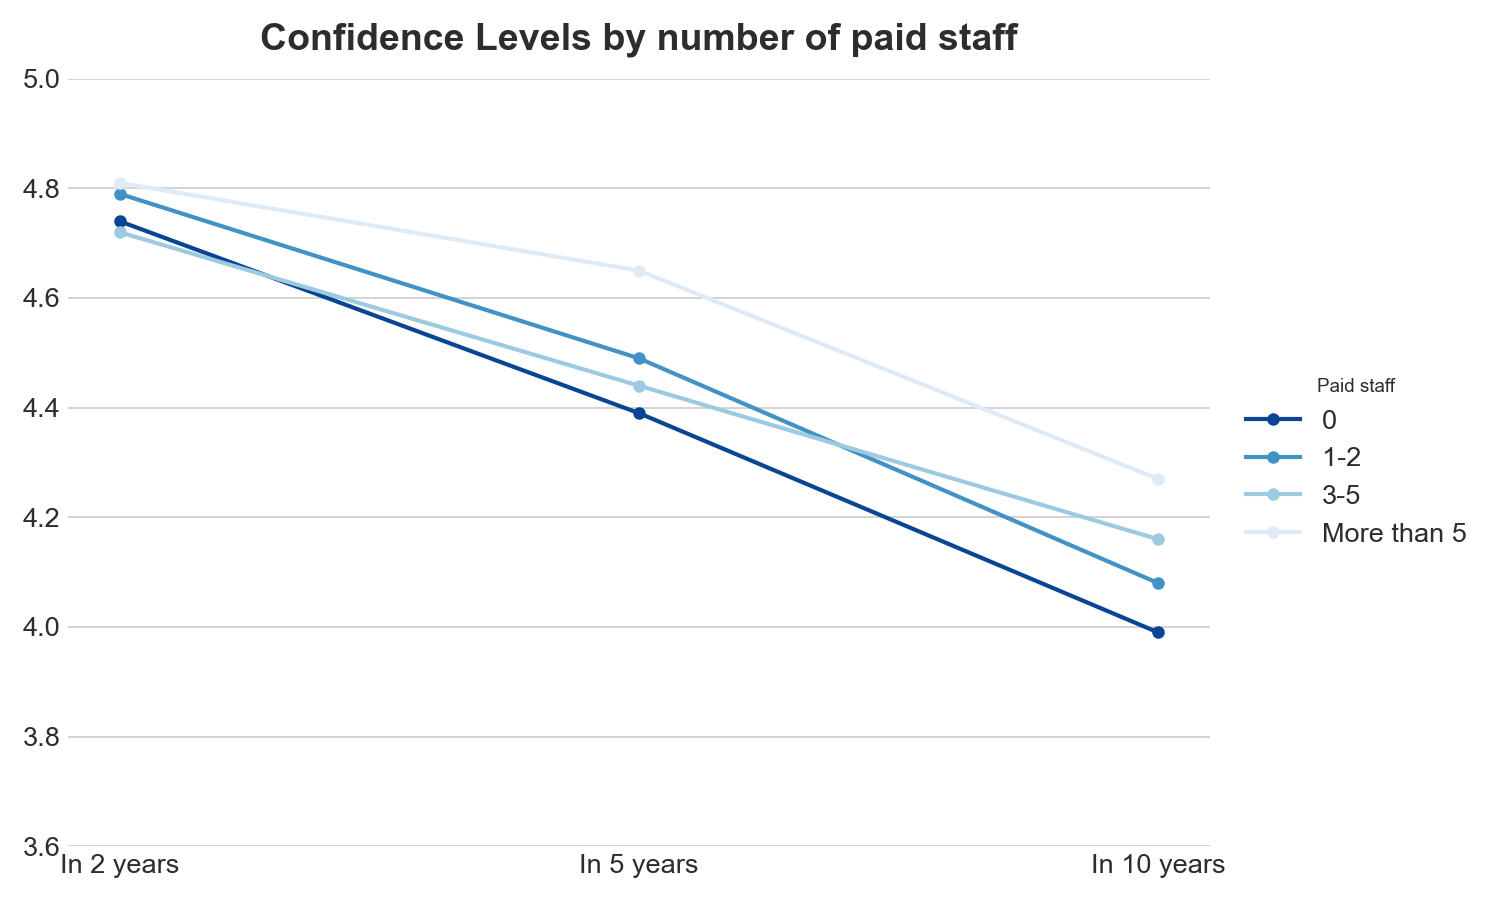 Confidence Levels by number of paid staff
5.0
4.8
4.6
4.4
4.2
4.0
3.8
3.6
In 2 years
In 5 years
In 10 years
Paid staff
0
1-2
3-5
More than 5